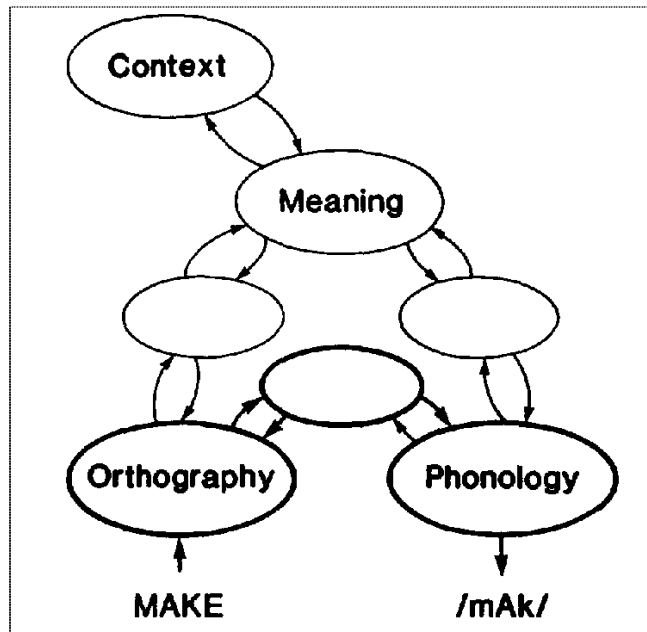 Context
Meaning
Orthography
Phonology
MAKE
/mAk/